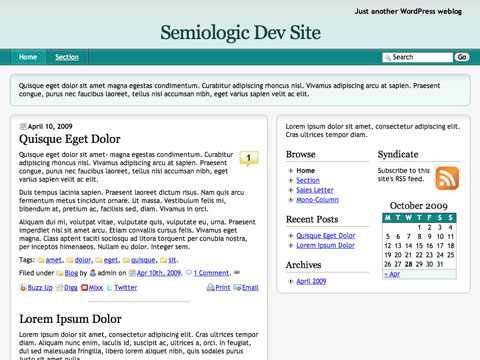 Just another WordPress weblog
Semiologic Dev Site
Home Section Search Go
Quisque eget dolor sit amet magna egestas condimentum. Curabitur adipiscing rhoncus nisl. Vivamus adipiscing arcu at sapien. Praesent
congue, purus nec faucibus laoreet, tellus nisi accumsan nibh, eget varius sapien velit ac elit.
April 10, 2009
Quisque Eget Dolor
Quisque eget dolor sit amet- magna egestas condimentum. Curabitur
adipiscing rhoncus nisl. Vivamus adipiscing arcu at sapien. Praesent
congue, purus nec faucibus laoreet, tellus nisi accumsan nibh, eget
varius sapien velit ac elit.
1
Duis tempus lacinia sapien. Praesent laoreet dictum risus. Nam quis arcu
fermentum metus tincidunt ornare. Ut massa. Vestibulum felis mi,
bibendum at, pretium ac, facilisis sed, diam. Vivamus in orci.
Aliquam dui mi, volutpat vitae, vulputate quis, vulputate eu, urna. Praesent
imperdiet nisi sit amet arcu. Etiam convallis cursus felis. Vivamus eget
magna. Class aptent taciti sociosqu ad litora torquent per conubia nostra,
per inceptos himenaeos. Nullam eu dolor. Integer sem.
Tags: amet, dolor, eget, quisque, sit.
Filed under Blog by admin on Apr 10th, 2009. 1 Comment.
Buzz Up Digg Mixx Twitter Print Email
Lorem Ipsum Dolor
Lorem ipsum dolor sit amet, consectetur adipiscing elit. Cras ultrices
diam. Aliquam nunc enim, iaculis id, suscipit ac, ultrices a, orci. In feugiat,
dui sed malesuada fringilla, libero lorem aliquet nibh, quis sodales purus
Lorem ipsum dolor sit amet, consectetur adipiscing elit.
Cras ultrices tempor diam.
Browse
Home
Section
Sales Letter
Mono-Column
Recent Posts
Quisque Eget Dolor
Lorem Ipsum Dolor
Archives
April 2009
Syndicate
Subscribe to this
site's RSS feed.
October 2009
M T W T F S S
1 2 3 4
5 6 7 8 9 10 11
12 13 14 15 16 17 18
19 20 21 22 23 24 25
26 27 28 29 30 31
« Apr